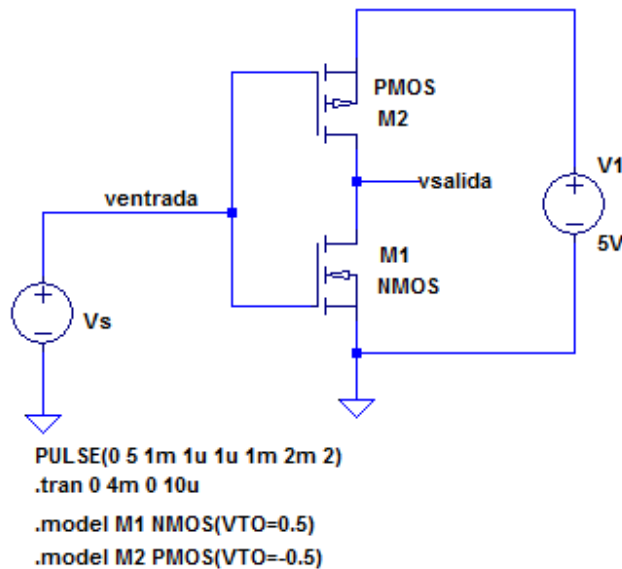 PMOS
M2
V1
+
vsalida
ventrada
−
5V
M1
NMOS
+
Vs
−
PULSE(0 5 1m 1u 1u 1m 2m 2)
.tran 0 4m 0 10u
.model M1 NMOS(VTO=0.5)
.model M2 PMOS(VTO=-0.5)